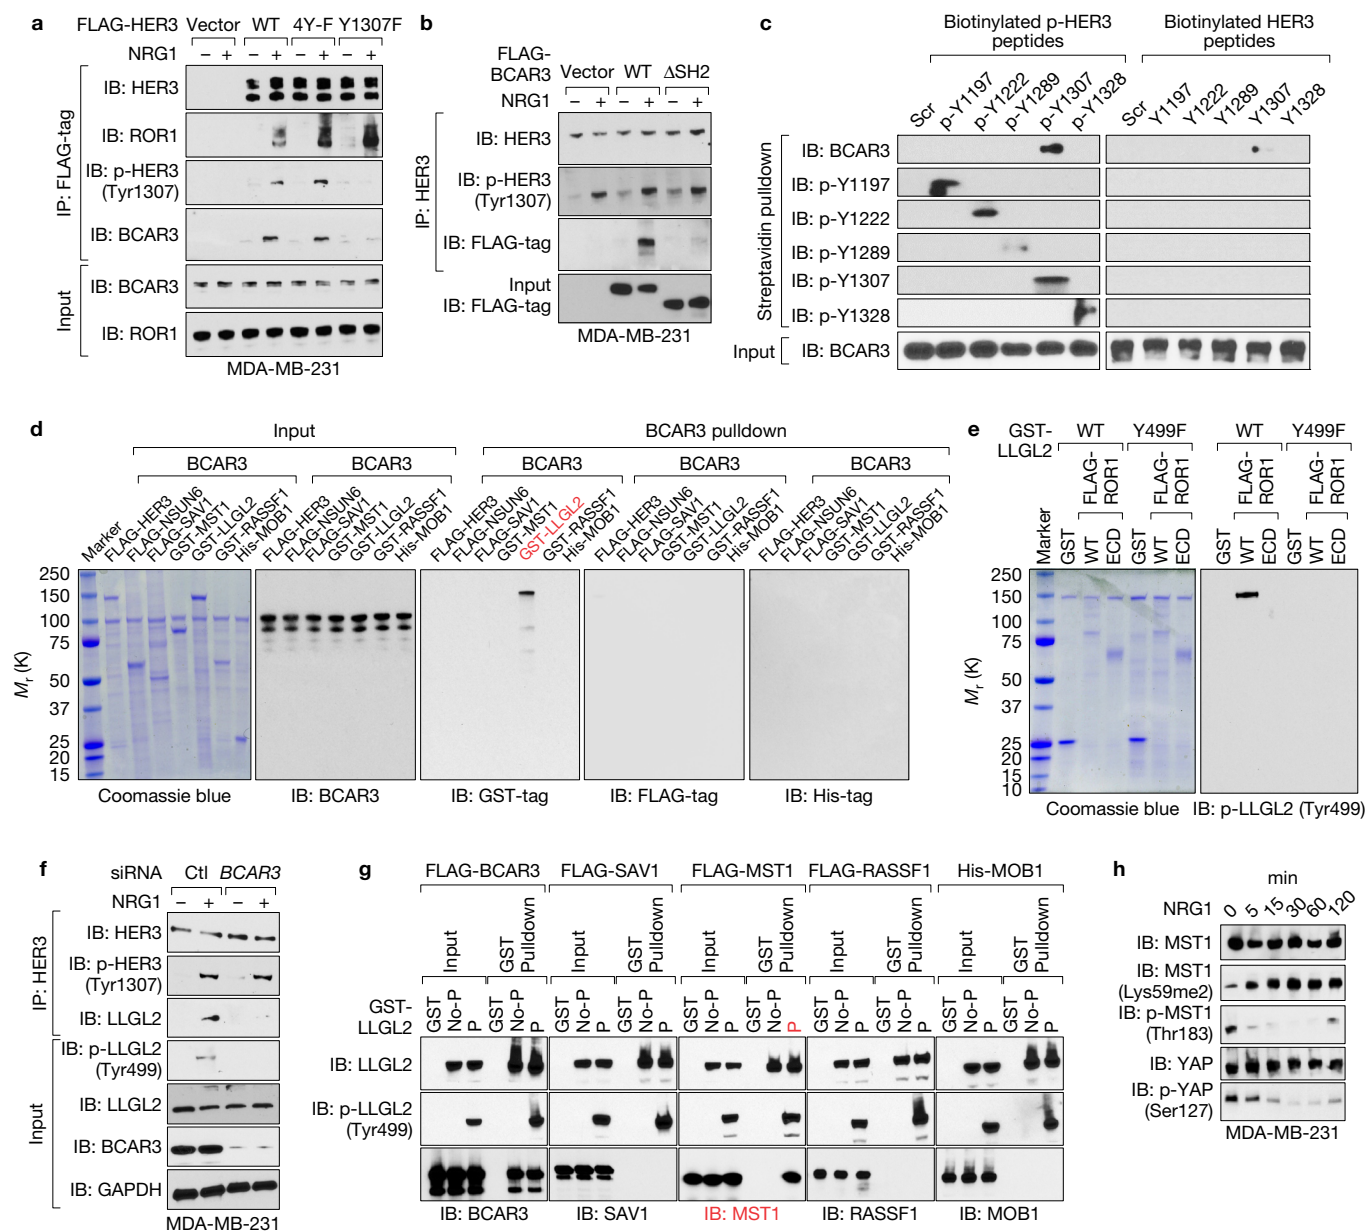 a
FLAG-HER3 Vector WT 4Y-F Y1307F
NRG1 – + – + – + – +
IP: FLAG-tag
IB: HER3
IB: ROR1
IB: p-HER3
(Tyr1307)
IB: BCAR3
Input
IB: BCAR3
IB: ROR1
MDA-MB-231
b
FLAG-
BCAR3 Vector WT ΔSH2
NRG1 – + – + – +
IP: HER3
IB: HER3
IB: p-HER3
(Tyr1307)
IB: FLAG-tag
Input
IB: FLAG-tag
MDA-MB-231
c
Biotinylated p-HER3
peptides
Biotinylated HER3
peptides
Scr p-Y1197 p-Y1222 p-Y1289 p-Y1307 p-Y1328
Scr Y1197 Y1222 Y1289 Y1307 Y1328
Streptavidin pulldown
IB: BCAR3
IB: p-Y1197
IB: p-Y1222
IB: p-Y1289
IB: p-Y1307
IB: p-Y1328
Input IB: BCAR3
d
Input BCAR3 pulldown
BCAR3 BCAR3 BCAR3 BCAR3 BCAR3
Marker FLAG-HER3 FLAG-NSUN6 FLAG-SAV1 GST-MST1 GST-LLGL2 GST-RASSF1 His-MOB1
FLAG-HER3 FLAG-NSUN6 FLAG-SAV1 GST-MST1 GST-LLGL2 GST-RASSF1 His-MOB1
FLAG-HER3 FLAG-NSUN6 FLAG-SAV1 GST-MST1 GST-LLGL2 GST-RASSF1 His-MOB1
FLAG-HER3 FLAG-NSUN6 FLAG-SAV1 GST-MST1 GST-LLGL2 GST-RASSF1 His-MOB1
FLAG-HER3 FLAG-NSUN6 FLAG-SAV1 GST-MST1 GST-LLGL2 GST-RASSF1 His-MOB1
Mr (K)
250
150
100
75
50
37
25
20
15
Coomassie blue IB: BCAR3 IB: GST-tag IB: FLAG-tag IB: His-tag
e
GST-
LLGL2
WT Y499F WT Y499F
FLAG-
ROR1
FLAG-
ROR1
FLAG-
ROR1
FLAG-
ROR1
Marker GST WT ECD GST WT ECD GST WT ECD GST WT ECD
Mr (K)
250
150
100
75
50
37
25
20
15
10
Coomassie blue IB: p-LLGL2 (Tyr499)
f
siRNA Ctl BCAR3
NRG1 – + – +
IP: HER3
IB: HER3
IB: p-HER3
(Tyr1307)
IB: LLGL2
Input
IB: p-LLGL2
(Tyr499)
IB: LLGL2
IB: BCAR3
IB: GAPDH
MDA-MB-231
g
FLAG-BCAR3 FLAG-SAV1 FLAG-MST1 FLAG-RASSF1 His-MOB1
Input GST Pulldown Input GST Pulldown Input GST Pulldown Input GST Pulldown Input GST Pulldown
GST-
LLGL2
GST No-P P GST No-P P GST No-P P GST No-P P GST No-P P GST No-P P GST No-P P GST No-P P GST No-P P GST No-P P
IB: LLGL2
IB: p-LLGL2
(Tyr499)
IB: BCAR3 IB: SAV1 IB: MST1 IB: RASSF1 IB: MOB1
h
min
NRG1 0 5 15 30 60 120
IB: MST1
IB: MST1
(Lys59me2)
IB: p-MST1
(Thr183)
IB: YAP
IB: p-YAP
(Ser127)
MDA-MB-231